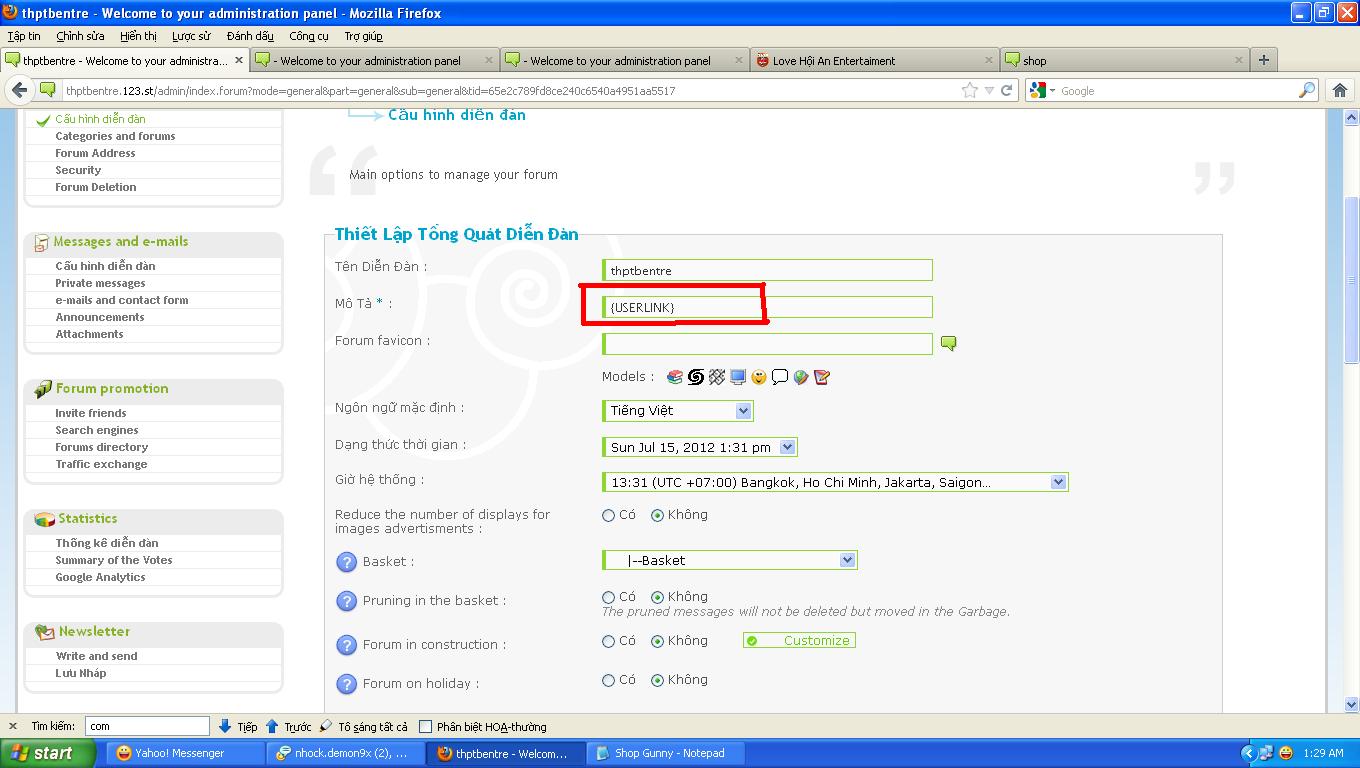 thptbentre - Welcome to your administration panel - Mozilla Firefox
Tập tin Chỉnh sửa Hiển thị Lược sử Đánh dấu Công cụ Trợ giúp
thptbentre - Welcome to your administra... - Welcome to your administration panel - Welcome to your administration panel Love Hội An Entertaiment shop
thptbentre.123.st/admin/index.forum?mode=general&part=general&sub=general&tid=65e2c789fd8ce240c6540a4951aa5517 Google
Cấu hình diễn đàn
Categories and forums
Forum Address
Security
Forum Deletion
Messages and e-mails
Cấu hình diễn đàn
Private messages
e-mails and contact form
Announcements
Attachments
Forum promotion
Invite friends
Search engines
Forums directory
Traffic exchange
Statistics
Thống kê diễn đàn
Summary of the Votes
Google Analytics
Newsletter
Write and send
Lưu Nháp
Cấu hình diễn đàn
Main options to manage your forum
Thiết Lập Tổng Quát Diễn Đàn
Tên Diễn Đàn : thptbentre
Mô Tả * : {USERLINK}
Forum favicon :
Models :
Ngôn ngữ mặc định : Tiếng Việt
Dạng thức thời gian : Sun Jul 15, 2012 1:31 pm
Giờ hệ thống : 13:31 (UTC +07:00) Bangkok, Ho Chi Minh, Jakarta, Saigon...
Reduce the number of displays for
images advertisments : Có Không
Basket : |--Basket
Pruning in the basket : Có Không
The pruned messages will not be deleted but moved in the Garbage.
Forum in construction : Có Không Customize
Forum on holiday : Có Không
Tìm kiếm: com Tiếp Trước Tô sáng tất cả Phân biệt HOA-thường
start Yahoo! Messenger nhock.demon9x (2), ... thptbentre - Welcom... Shop Gunny - Notepad 1:29 AM